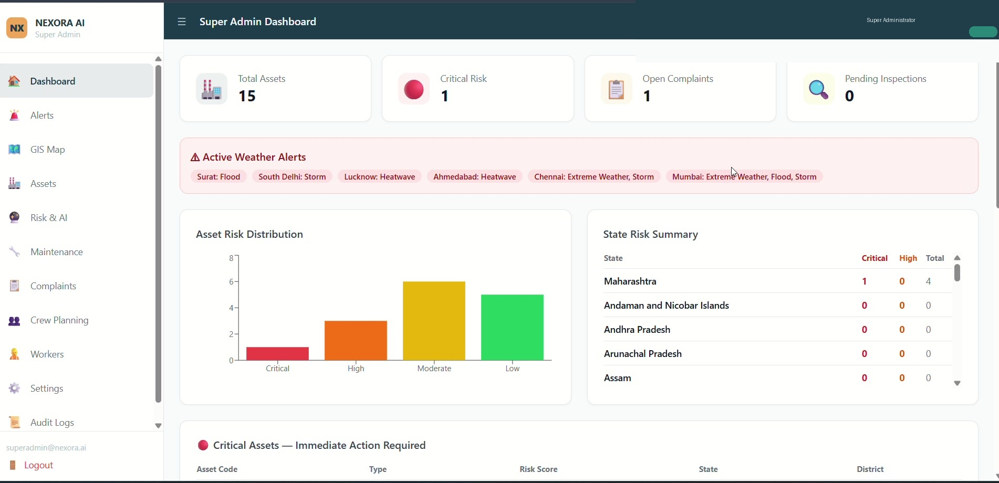 NX
NEXORA AI
Super Admin
Dashboard
Alerts
GIS Map
Assets
Risk & AI
Maintenance
Complaints
Crew Planning
Workers
Settings
Audit Logs
superadmin@nexora.ai
Logout
☰ Super Admin Dashboard
Super Administrator
Total Assets
15
Critical Risk
1
Open Complaints
1
Pending Inspections
0
⚠ Active Weather Alerts
Surat: Flood South Delhi: Storm Lucknow: Heatwave Ahmedabad: Heatwave Chennai: Extreme Weather, Storm Mumbai: Extreme Weather, Flood, Storm
Asset Risk Distribution
8
6
4
2
0
Critical High Moderate Low
State Risk Summary
State Critical High Total
Maharashtra 1 0 4
Andaman and Nicobar Islands 0 0 0
Andhra Pradesh 0 0 0
Arunachal Pradesh 0 0 0
Assam 0 0 0
Critical Assets — Immediate Action Required
Asset Code Type Risk Score State District